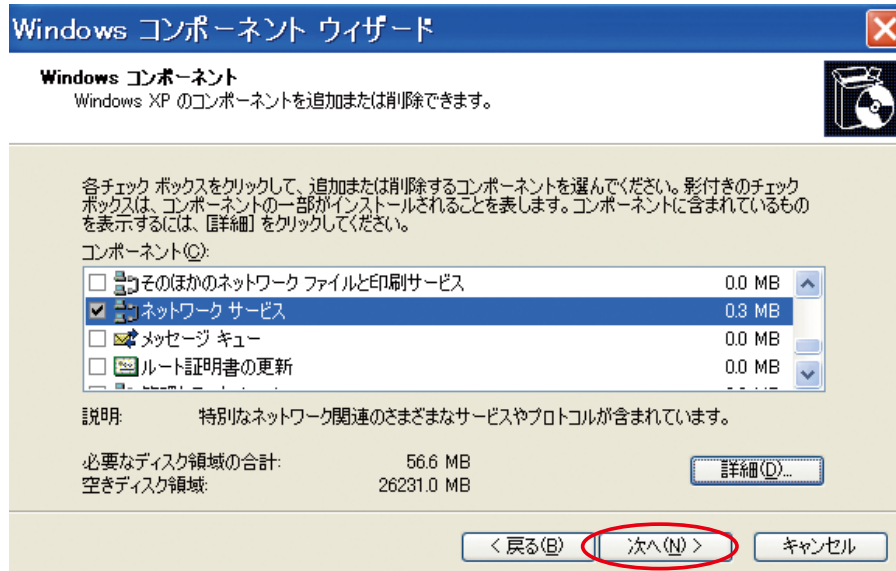 Windows コンポーネント ウィザード
Windows コンポーネント
Windows XP のコンポーネントを追加または削除できます。
各チェック ボックスをクリックして、追加または削除するコンポーネントを選んでください。影付きのチェック
ボックスは、コンポーネントの一部がインストールされることを表します。コンポーネントに含まれているもの
を表示するには、[詳細] をクリックしてください。
コンポーネント(C):
そのほかのネットワーク ファイルと印刷サービス 0.0 MB
ネットワーク サービス 0.3 MB
メッセージ キュー 0.0 MB
ルート証明書の更新 0.0 MB
説明: 特別なネットワーク関連のさまざまなサービスやプロトコルが含まれています。
必要なディスク領域の合計: 56.6 MB
空きディスク領域: 26231.0 MB
詳細(D)...
< 戻る(B) 次へ(N) > キャンセル